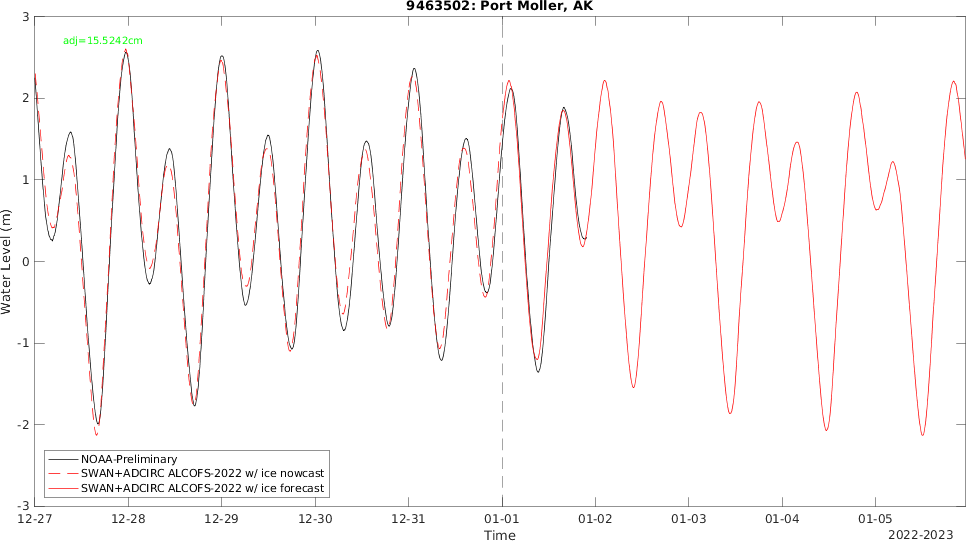 9463502: Port Moller, AK
adj=15.5242cm
Water Level (m)
3
2
1
0
-1
-2
-3
NOAA-Preliminary
SWAN+ADCIRC ALCOFS-2022 w/ ice nowcast
SWAN+ADCIRC ALCOFS-2022 w/ ice forecast
12-27 12-28 12-29 12-30 12-31 01-01 01-02 01-03 01-04 01-05
Time
2022-2023